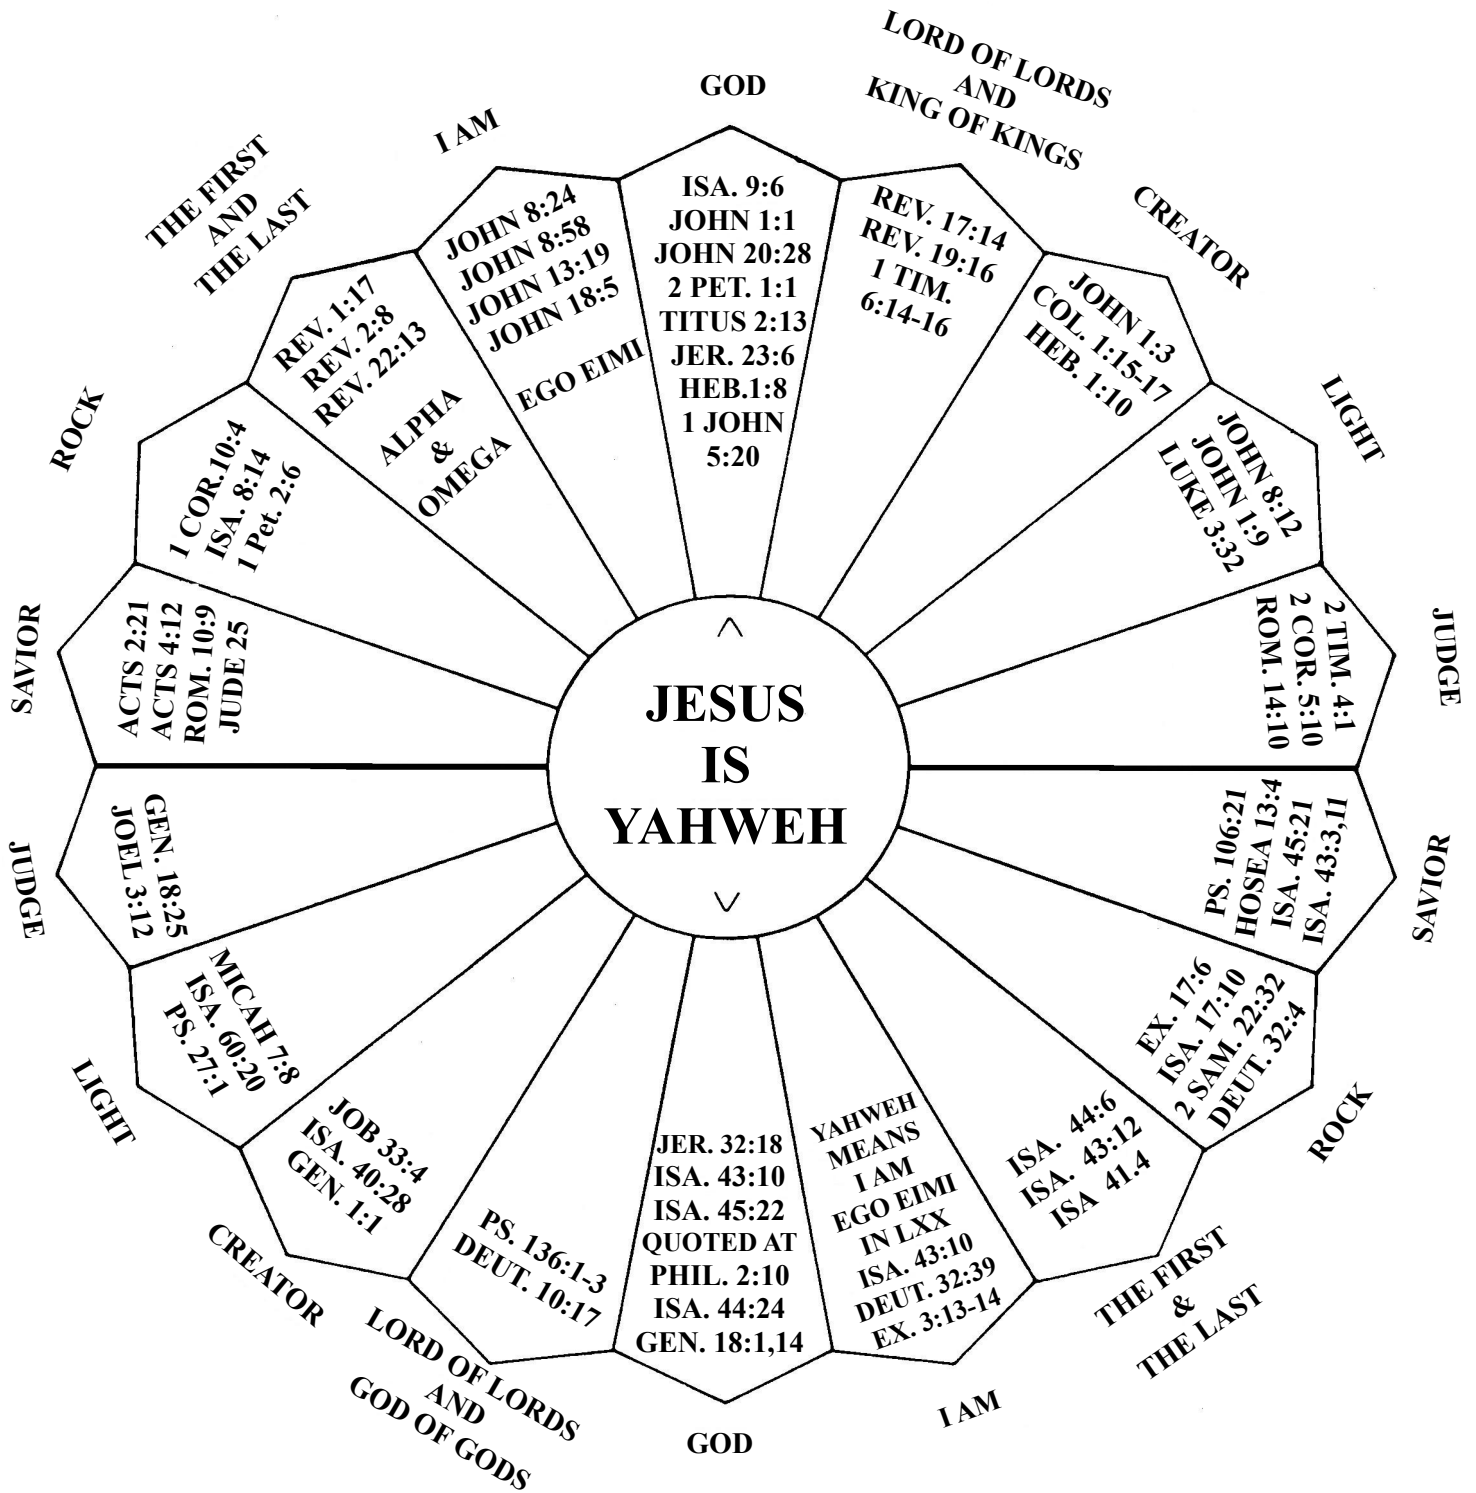 GOD
ISA. 9:6
JOHN 1:1
JOHN 20:28
2 PET. 1:1
TITUS 2:13
JER. 23:6
HEB.1:8
1 JOHN
5:20
LORD OF LORDS
AND
KING OF KINGS
REV. 17:14
REV. 19:16
1 TIM.
6:14-16
CREATOR
JOHN 1:3
COL. 1:15-17
HEB. 1:10
LIGHT
JOHN 8:12
JOHN 1:9
LUKE 3:32
JUDGE
2 TIM. 4:1
2 COR. 5:10
ROM. 14:10
SAVIOR
PS. 106:21
HOSEA 13:4
ISA. 45:21
ISA. 43:3,11
ROCK
EX. 17:6
ISA. 17:10
2 SAM. 22:32
DEUT. 32:4
THE FIRST
&
THE LAST
ISA. 44:6
ISA. 43:12
ISA 41.4
I AM
YAHWEH
MEANS
I AM
EGO EIMI
IN LXX
ISA. 43:10
DEUT. 32:39
EX. 3:13-14
GOD
JER. 32:18
ISA. 43:10
ISA. 45:22
QUOTED AT
PHIL. 2:10
ISA. 44:24
GEN. 18:1,14
LORD OF LORDS
AND
GOD OF GODS
PS. 136:1-3
DEUT. 10:17
CREATOR
JOB 33:4
ISA. 40:28
GEN. 1:1
LIGHT
MICAH 7:8
ISA. 60:20
PS. 27:1
JUDGE
GEN. 18:25
JOEL 3:12
SAVIOR
ACTS 2:21
ACTS 4:12
ROM. 10:9
JUDE 25
ROCK
1 COR.10:4
ISA. 8:14
1 Pet. 2:6
THE FIRST
AND
THE LAST
REV. 1:17
REV. 2:8
REV. 22:13
ALPHA
&
OMEGA
I AM
JOHN 8:24
JOHN 8:58
JOHN 13:19
JOHN 18:5
EGO EIMI
JESUS
IS
YAHWEH